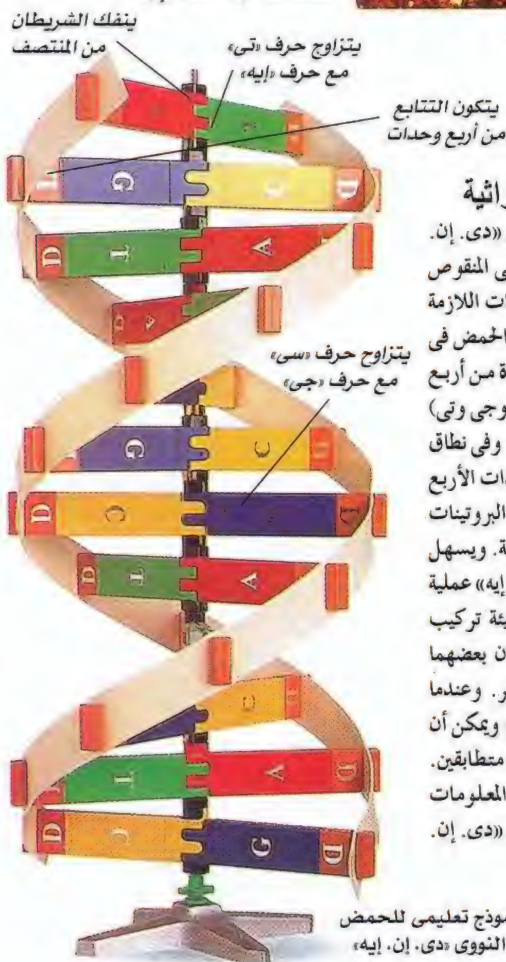 ينفك الشريطان
من المنتصف
يتزاوج حرف «تى»
مع حرف «إيه»
يتكون التتابع
من أربع وحدات
راثية
«دى. إن.
ى المنقوص
ات اللازمة
الحمض فى
ة من أربع
وجى وتى)
وفى نطاق
دات الأربع
البروتينات
ة. ويسهل
إيه» عملية
يئة تركيب
ن بعضهما
ر. وعندما
ويمكن أن
متطابقين.
المعلومات
«دى. إن.
يتزاوج حرف «سى»
مع حرف «جى»
G
D
D T A
D A
G C
D C
D T A
C
T A D
D C G D
موذج تعليمى للحمض
النووى «دى. إن. إيه»